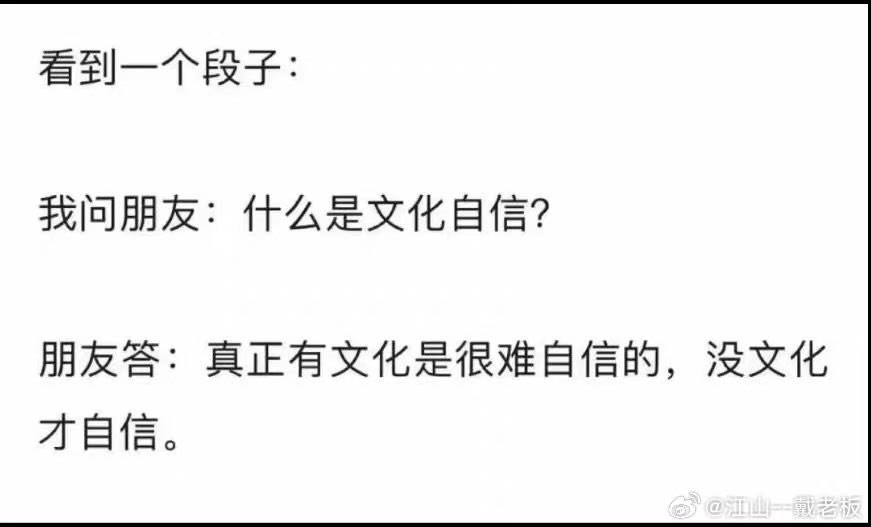 看到一个段子：
我问朋友：什么是文化自信？
朋友答：真正有文化是很难自信的，没文化
才自信。
@江山--戴老板